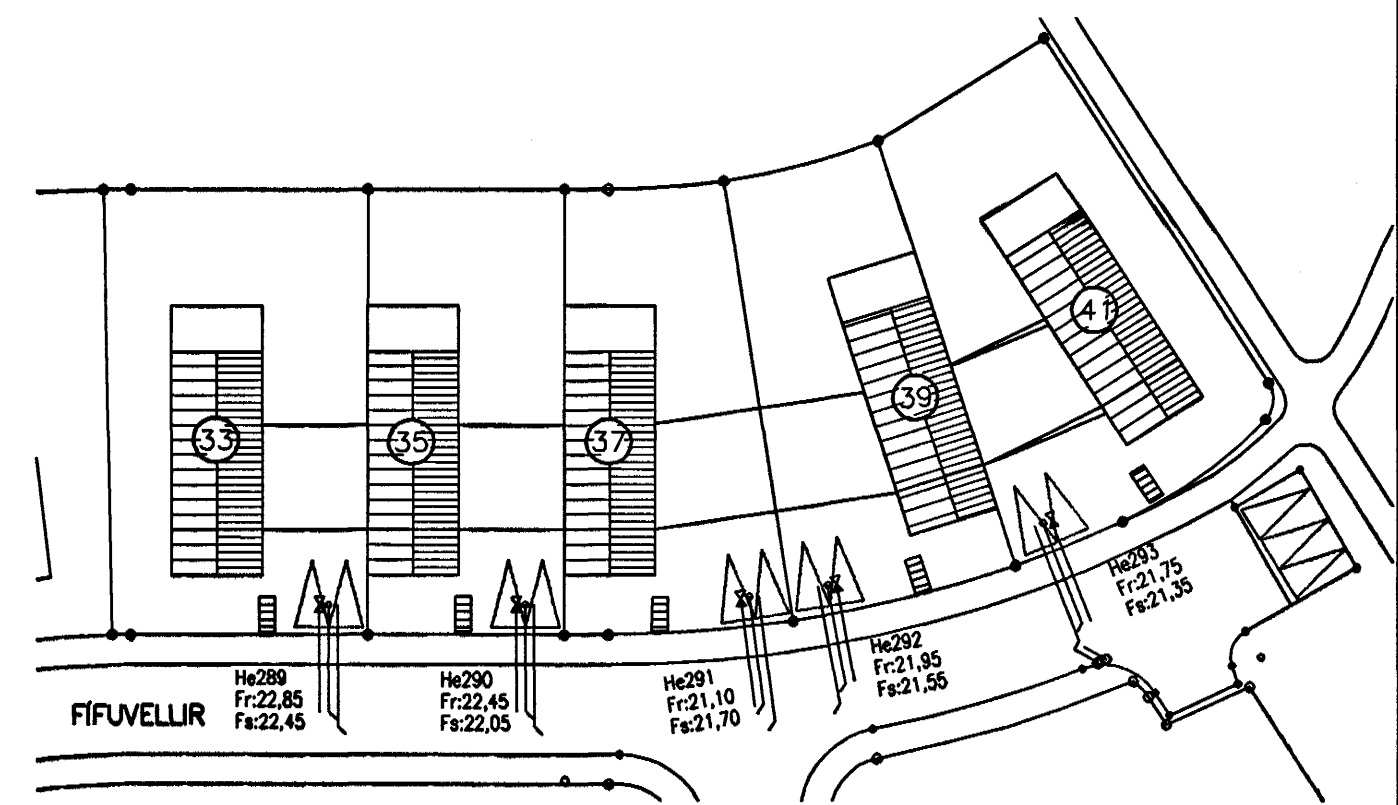 33
35
37
39
41
He289
Fr:22,85
Fs:22,45
He290
Fr:22,45
Fs:22,05
He291
Fr:21,10
Fs:21,70
He292
Fr:21,95
Fs:21,55
He293
Fr:21,75
Fs:21,35
FÍFUVELLIR